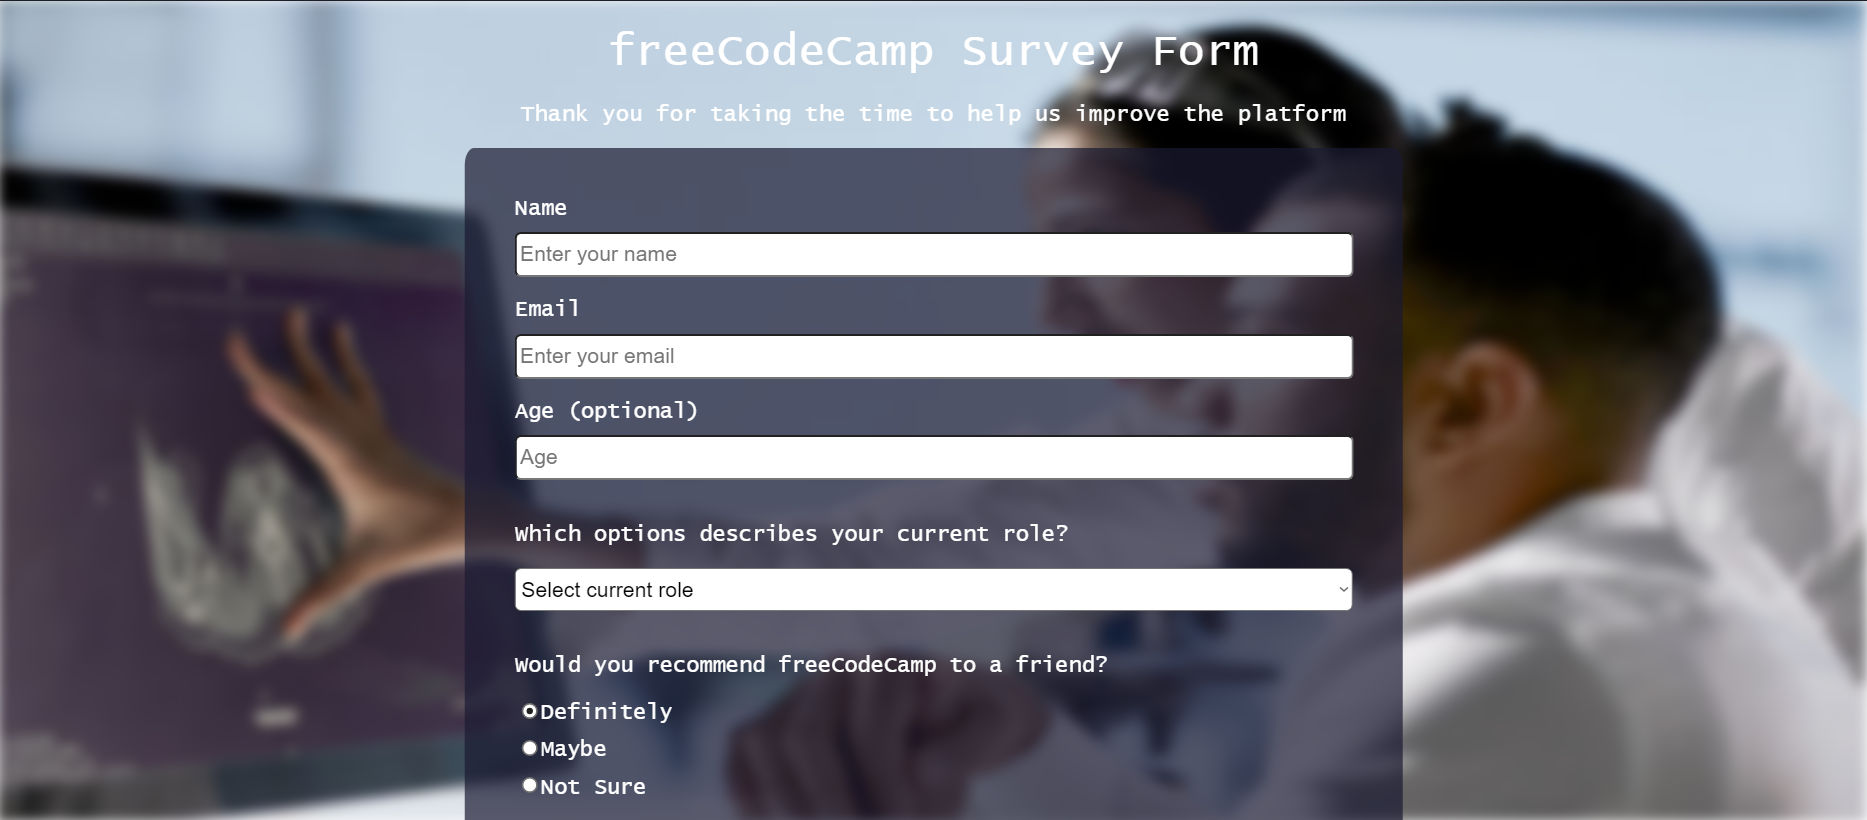 freeCodeCamp Survey Form
Thank you for taking the time to help us improve the platform
Name
Enter your name
Email
Enter your email
Age (optional)
Age
Which options describes your current role?
Select current role
Would you recommend freeCodeCamp to a friend?
Definitely
Maybe
Not Sure